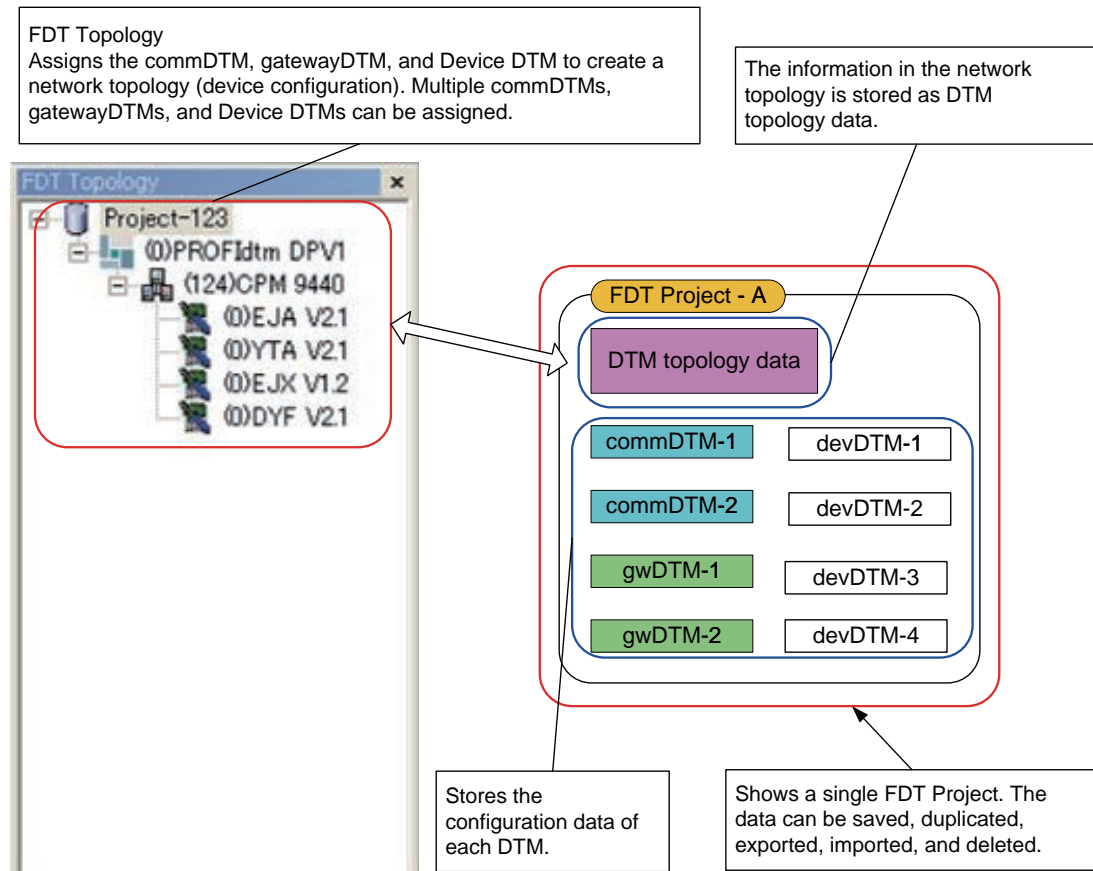 FDT Topology
Assigns the commDTM, gatewayDTM, and Device DTM to create a
network topology (device configuration). Multiple commDTMs,
gatewayDTMs, and Device DTMs can be assigned.
The information in the network
topology is stored as DTM
topology data.
FDT Topology
Project-123
(0)PROFIdtm DPV1
(124)CPM 9440
(0)EJA V2.1
(0)YTA V2.1
(0)EJX V1.2
(0)DYF V2.1
FDT Project - A
DTM topology data
commDTM-1
devDTM-1
commDTM-2
devDTM-2
gwDTM-1
devDTM-3
gwDTM-2
devDTM-4
Stores the
configuration data of
each DTM.
Shows a single FDT Project. The
data can be saved, duplicated,
exported, imported, and deleted.